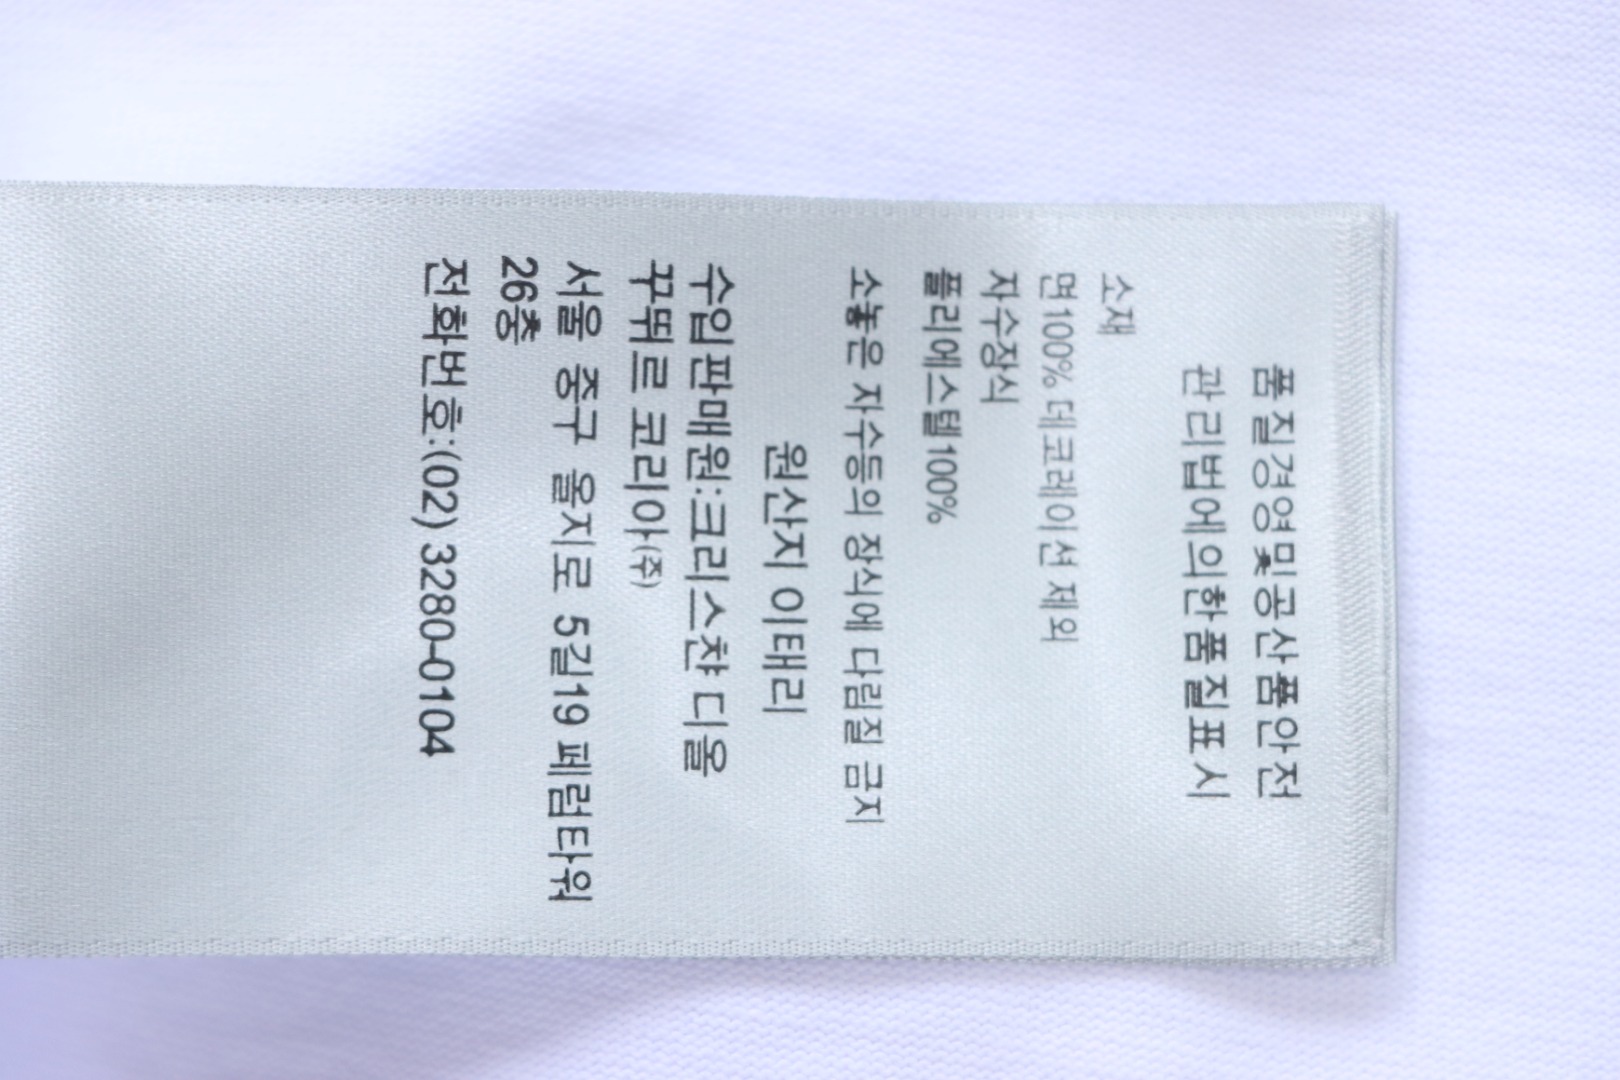 품질경영및공산품안전
관리법에의한품질표시
소재
면100% 데코레이션 제외
자수장식
폴리에스텔100%
소놓은 자수등의 장식에 다림질 금지
원산지 이태리
수입판매원:크리스챤 디올
꾸뛰르 코리아(주)
서울 중구 을지로 5길19 페럼타워
26층
전화번호:(02) 3280-0104